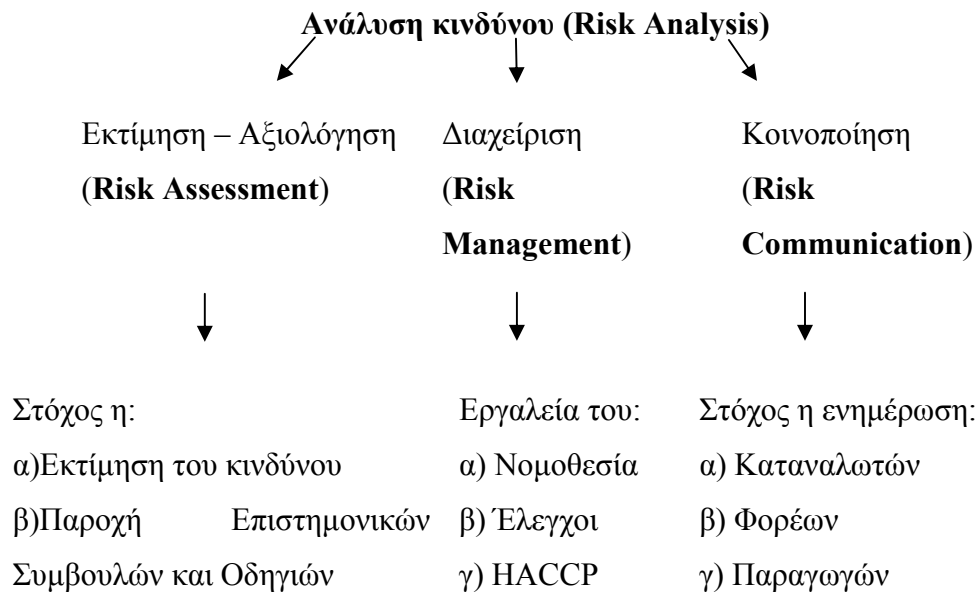 Ανάλυση κινδύνου (Risk Analysis)
Εκτίμηση – Αξιολόγηση
(Risk Assessment)
Διαχείριση
(Risk
Management)
Κοινοποίηση
(Risk
Communication)
Στόχος η:
α)Εκτίμηση του κινδύνου
β)Παροχή Επιστημονικών
Συμβουλών και Οδηγιών
Εργαλεία του:
α) Νομοθεσία
β) Έλεγχοι
γ) HACCP
Στόχος η ενημέρωση:
α) Καταναλωτών
β) Φορέων
γ) Παραγωγών